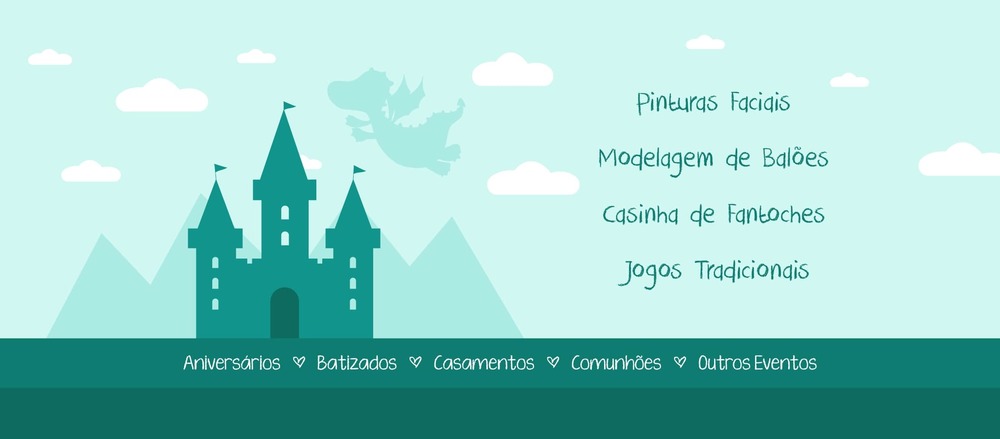 Pinturas Faciais
Modelagem de Balões
Casinha de Fantoches
Jogos Tradicionais
Aniversários ♡ Batizados ♡ Casamentos ♡ Comunhões ♡ Outros Eventos